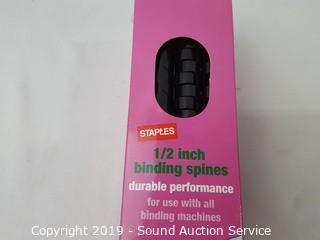 STAPLES
1/2 inch
binding spines
durable performance
for use with all
binding machines
Copyright 2019 - Sound Auction Service